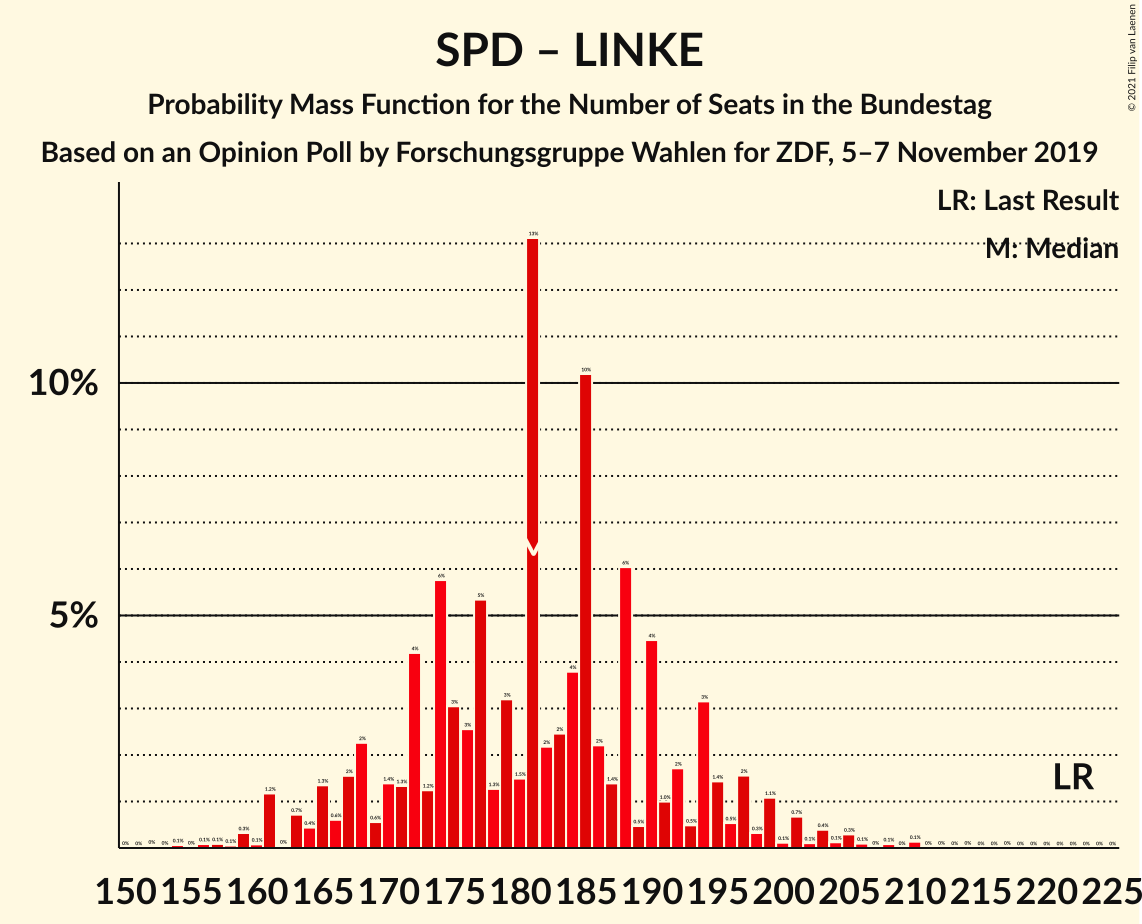 SPD – LINKE
Probability Mass Function for the Number of Seats in the Bundestag
Based on an Opinion Poll by Forschungsgruppe Wahlen for ZDF, 5–7 November 2019
© 2021 Filip van Laenen
LR: Last Result
M: Median
10%
5%
0% 0% 0% 0% 0.1% 0% 0.1% 0.1% 0.1% 0.3% 0.1% 1.2% 0% 0.7% 0.4% 1.3% 0.6% 2% 2% 0.6% 1.4% 1.3% 4% 1.2% 6% 3% 3% 5% 1.3% 3% 1.5% 13% 2% 2% 4% 10% 2% 1.4% 6% 0.5% 4% 1.0% 2% 0.5% 3% 1.4% 0.5% 2% 0.3% 1.1% 0.1% 0.7% 0.1% 0.4% 0.1% 0.3% 0.1% 0% 0.1% 0% 0.1% 0% 0% 0% 0% 0% 0% 0% 0% 0% 0% 0% 0% 0% 0% 0%
M
LR
150 155 160 165 170 175 180 185 190 195 200 205 210 215 220 225